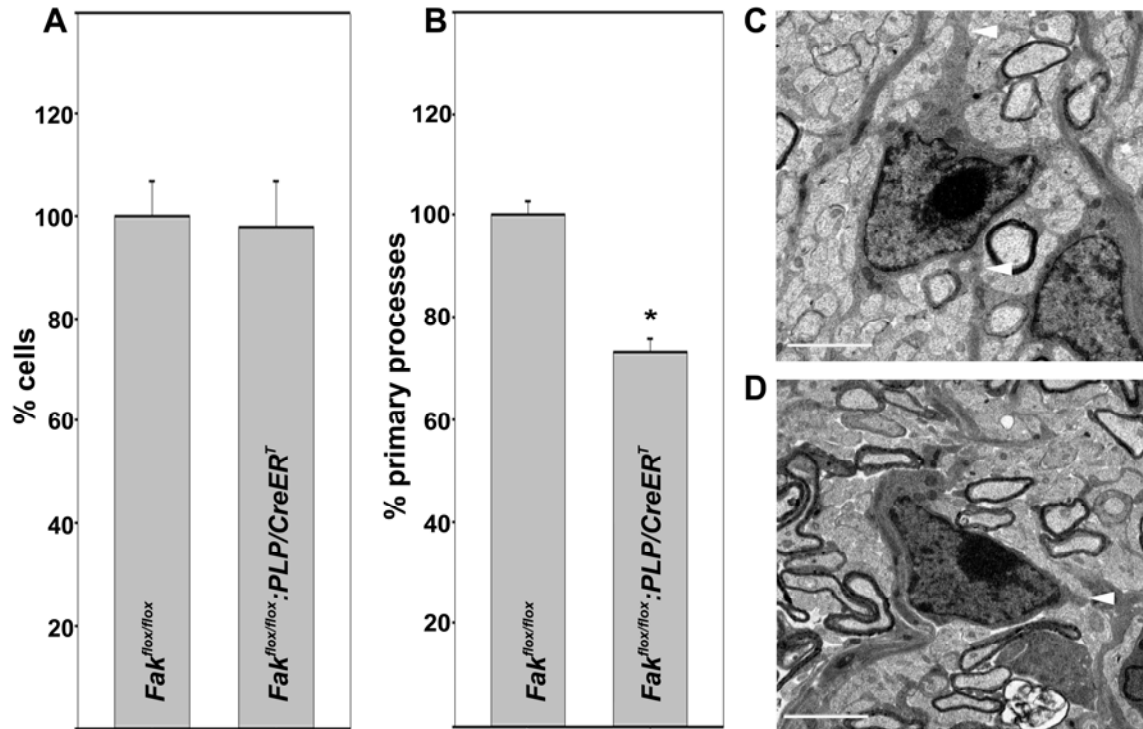 A
% cells
120
100
80
60
40
20
Fak^flox/flox
Fak^flox/flox:PLP/CreER^T
B
% primary processes
120
100
80
60
40
20
*
Fak^flox/flox
Fak^flox/flox:PLP/CreER^T
C
D